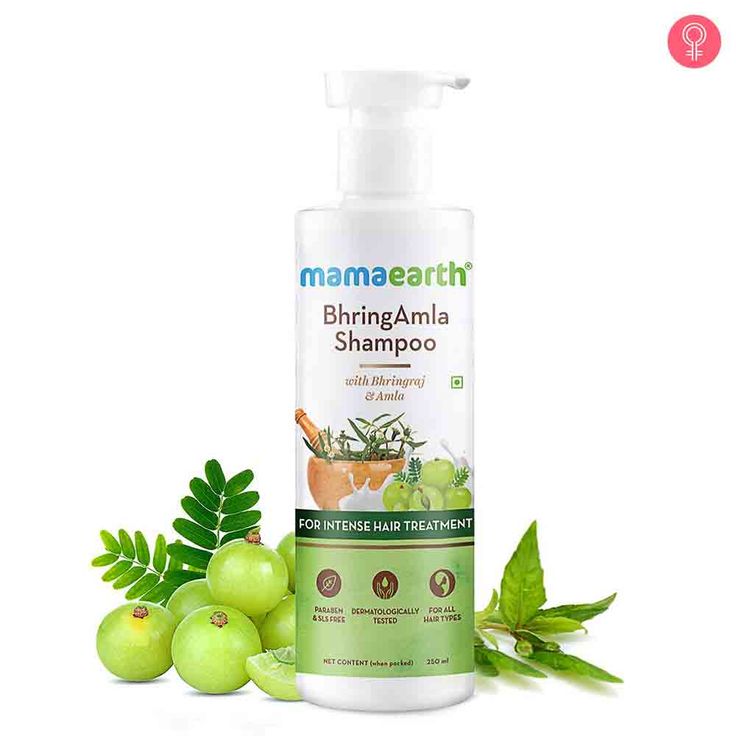 mamaearth®
BhringAmla
Shampoo
with Bhringraj
& Amla
FOR INTENSE HAIR TREATMENT
PARABEN
& SLS FREE
DERMATOLOGICALLY
TESTED
FOR ALL
HAIR TYPES
NET CONTENT (when packed) 250 ml